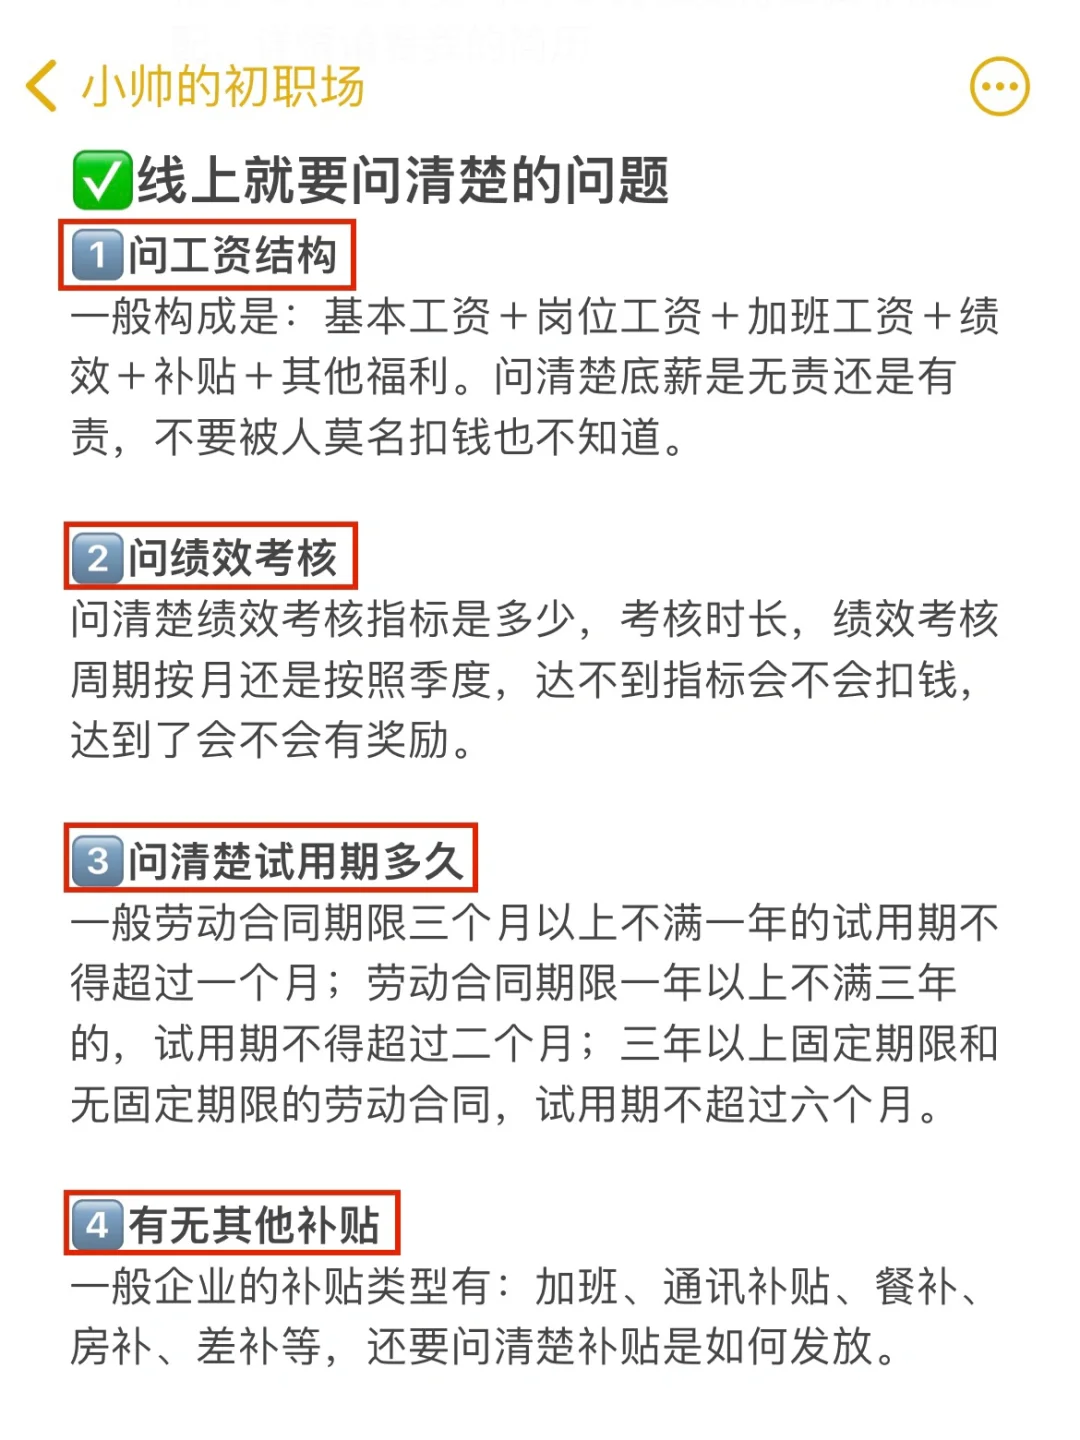 小帅的初职场
✅线上就要问清楚的问题
1️⃣问工资结构
一般构成是：基本工资＋岗位工资＋加班工资＋绩
效＋补贴＋其他福利。问清楚底薪是无责还是有
责，不要被人莫名扣钱也不知道。
2️⃣问绩效考核
问清楚绩效考核指标是多少，考核时长，绩效考核
周期按月还是按照季度，达不到指标会不会扣钱，
达到了会不会有奖励。
3️⃣问清楚试用期多久
一般劳动合同期限三个月以上不满一年的试用期不
得超过一个月；劳动合同期限一年以上不满三年
的，试用期不得超过二个月；三年以上固定期限和
无固定期限的劳动合同，试用期不超过六个月。
4️⃣有无其他补贴
一般企业的补贴类型有：加班、通讯补贴、餐补、
房补、差补等，还要问清楚补贴是如何发放。